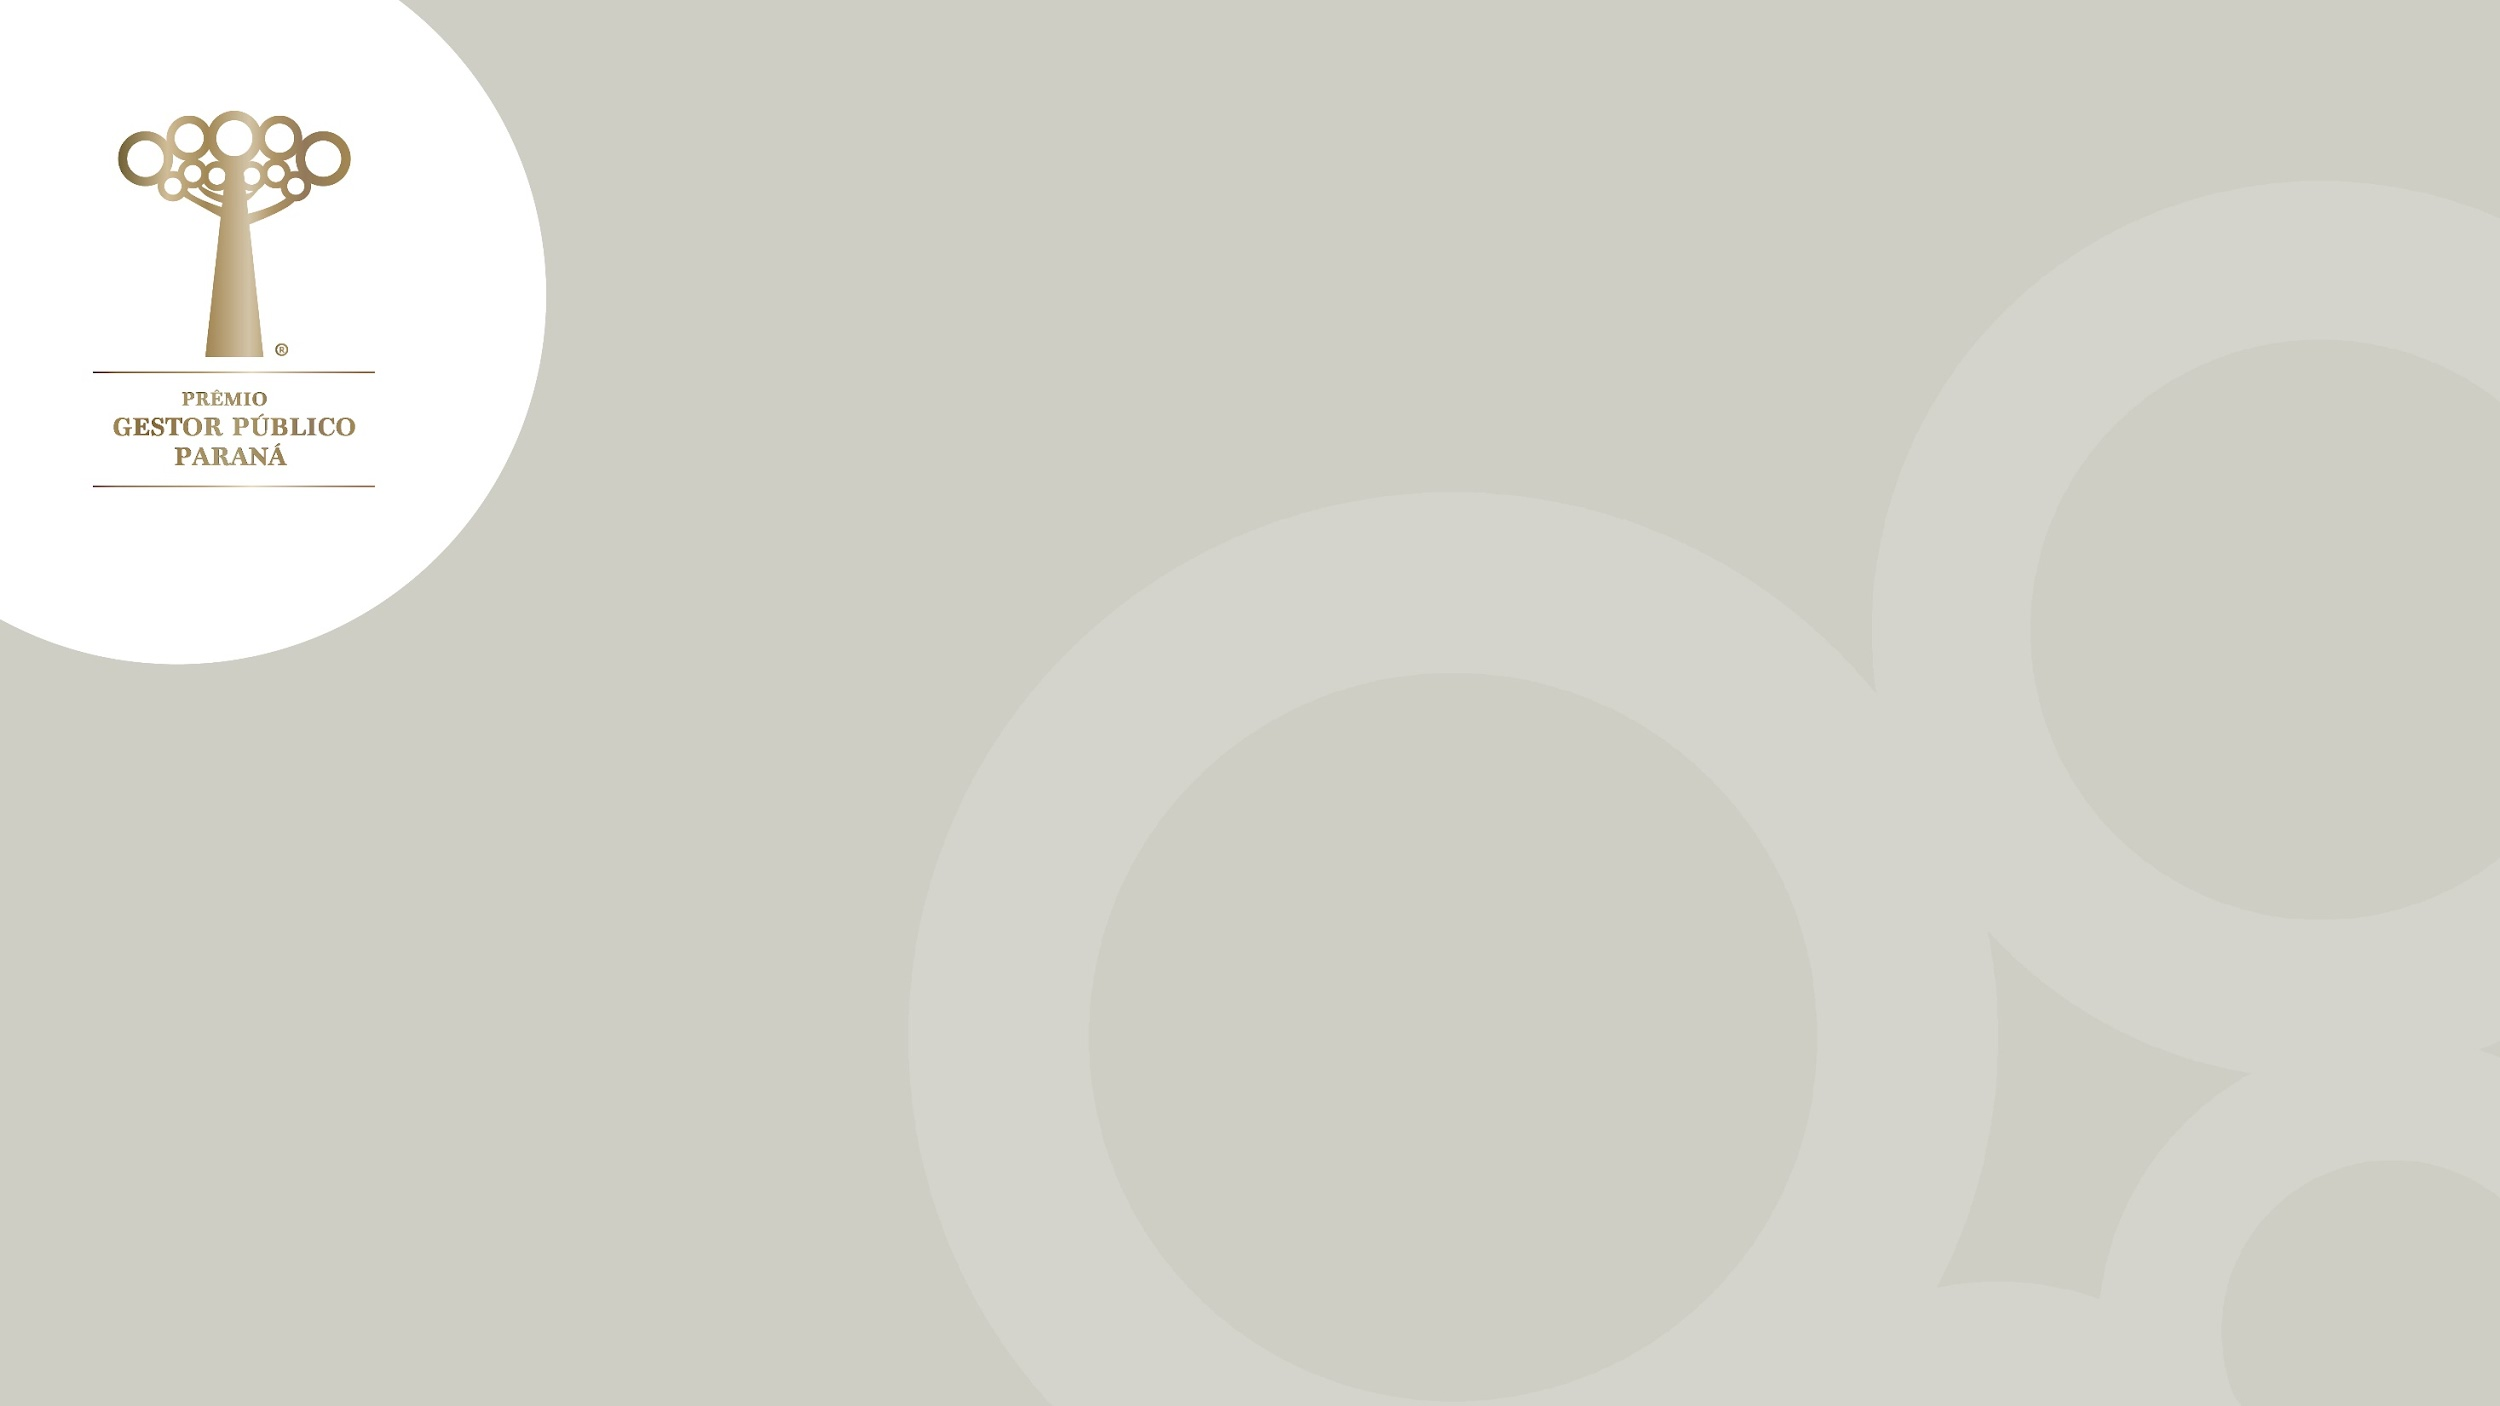 ®
PRÊMIO
GESTOR PÚBLICO
PARANÁ